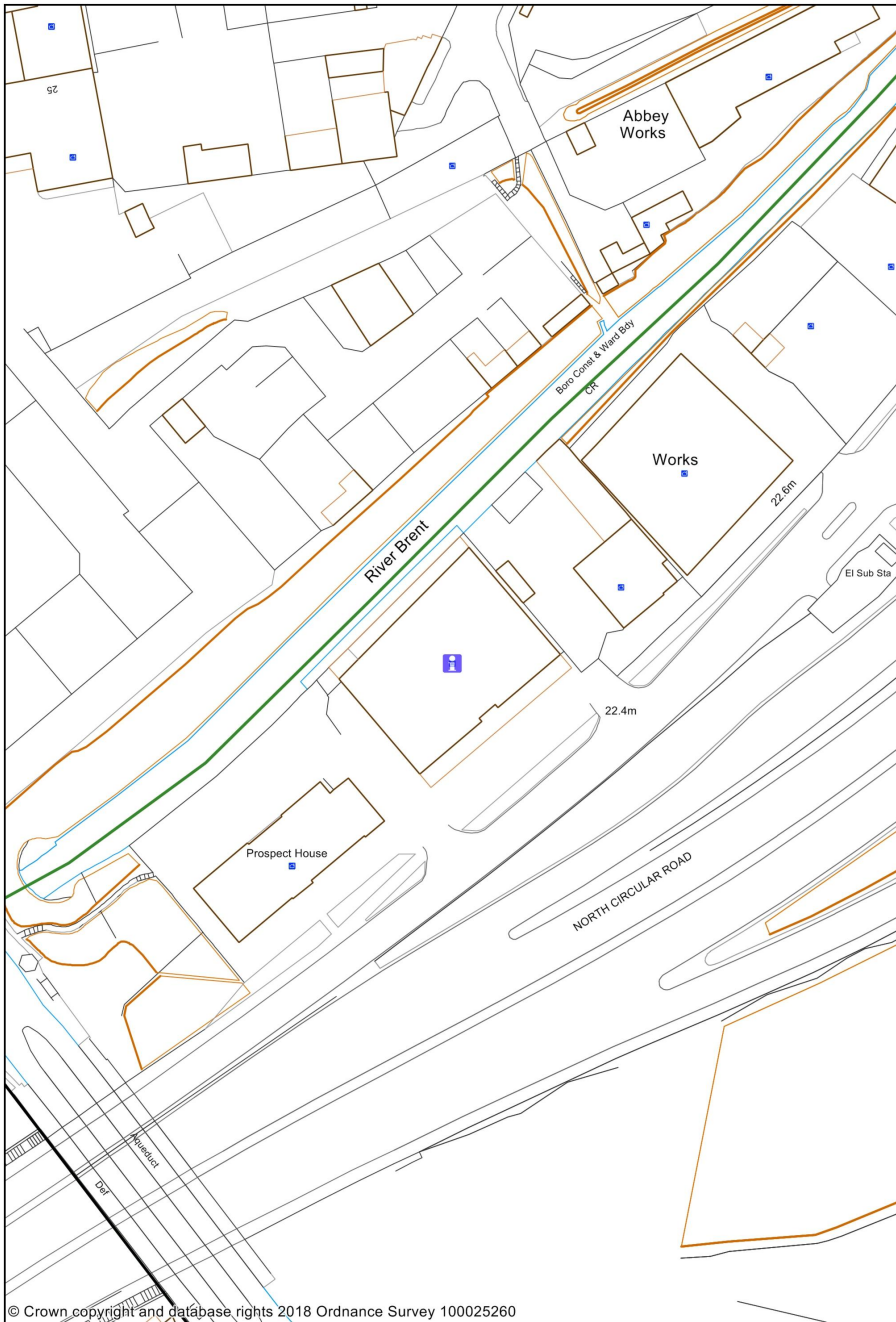 25
Abbey
Works
Boro Const & Ward Bdy
CR
Works
22.6m
River Brent
El Sub Sta
22.4m
Prospect House
NORTH CIRCULAR ROAD
Aqueduct
Def
© Crown copyright and database rights 2018 Ordnance Survey 100025260